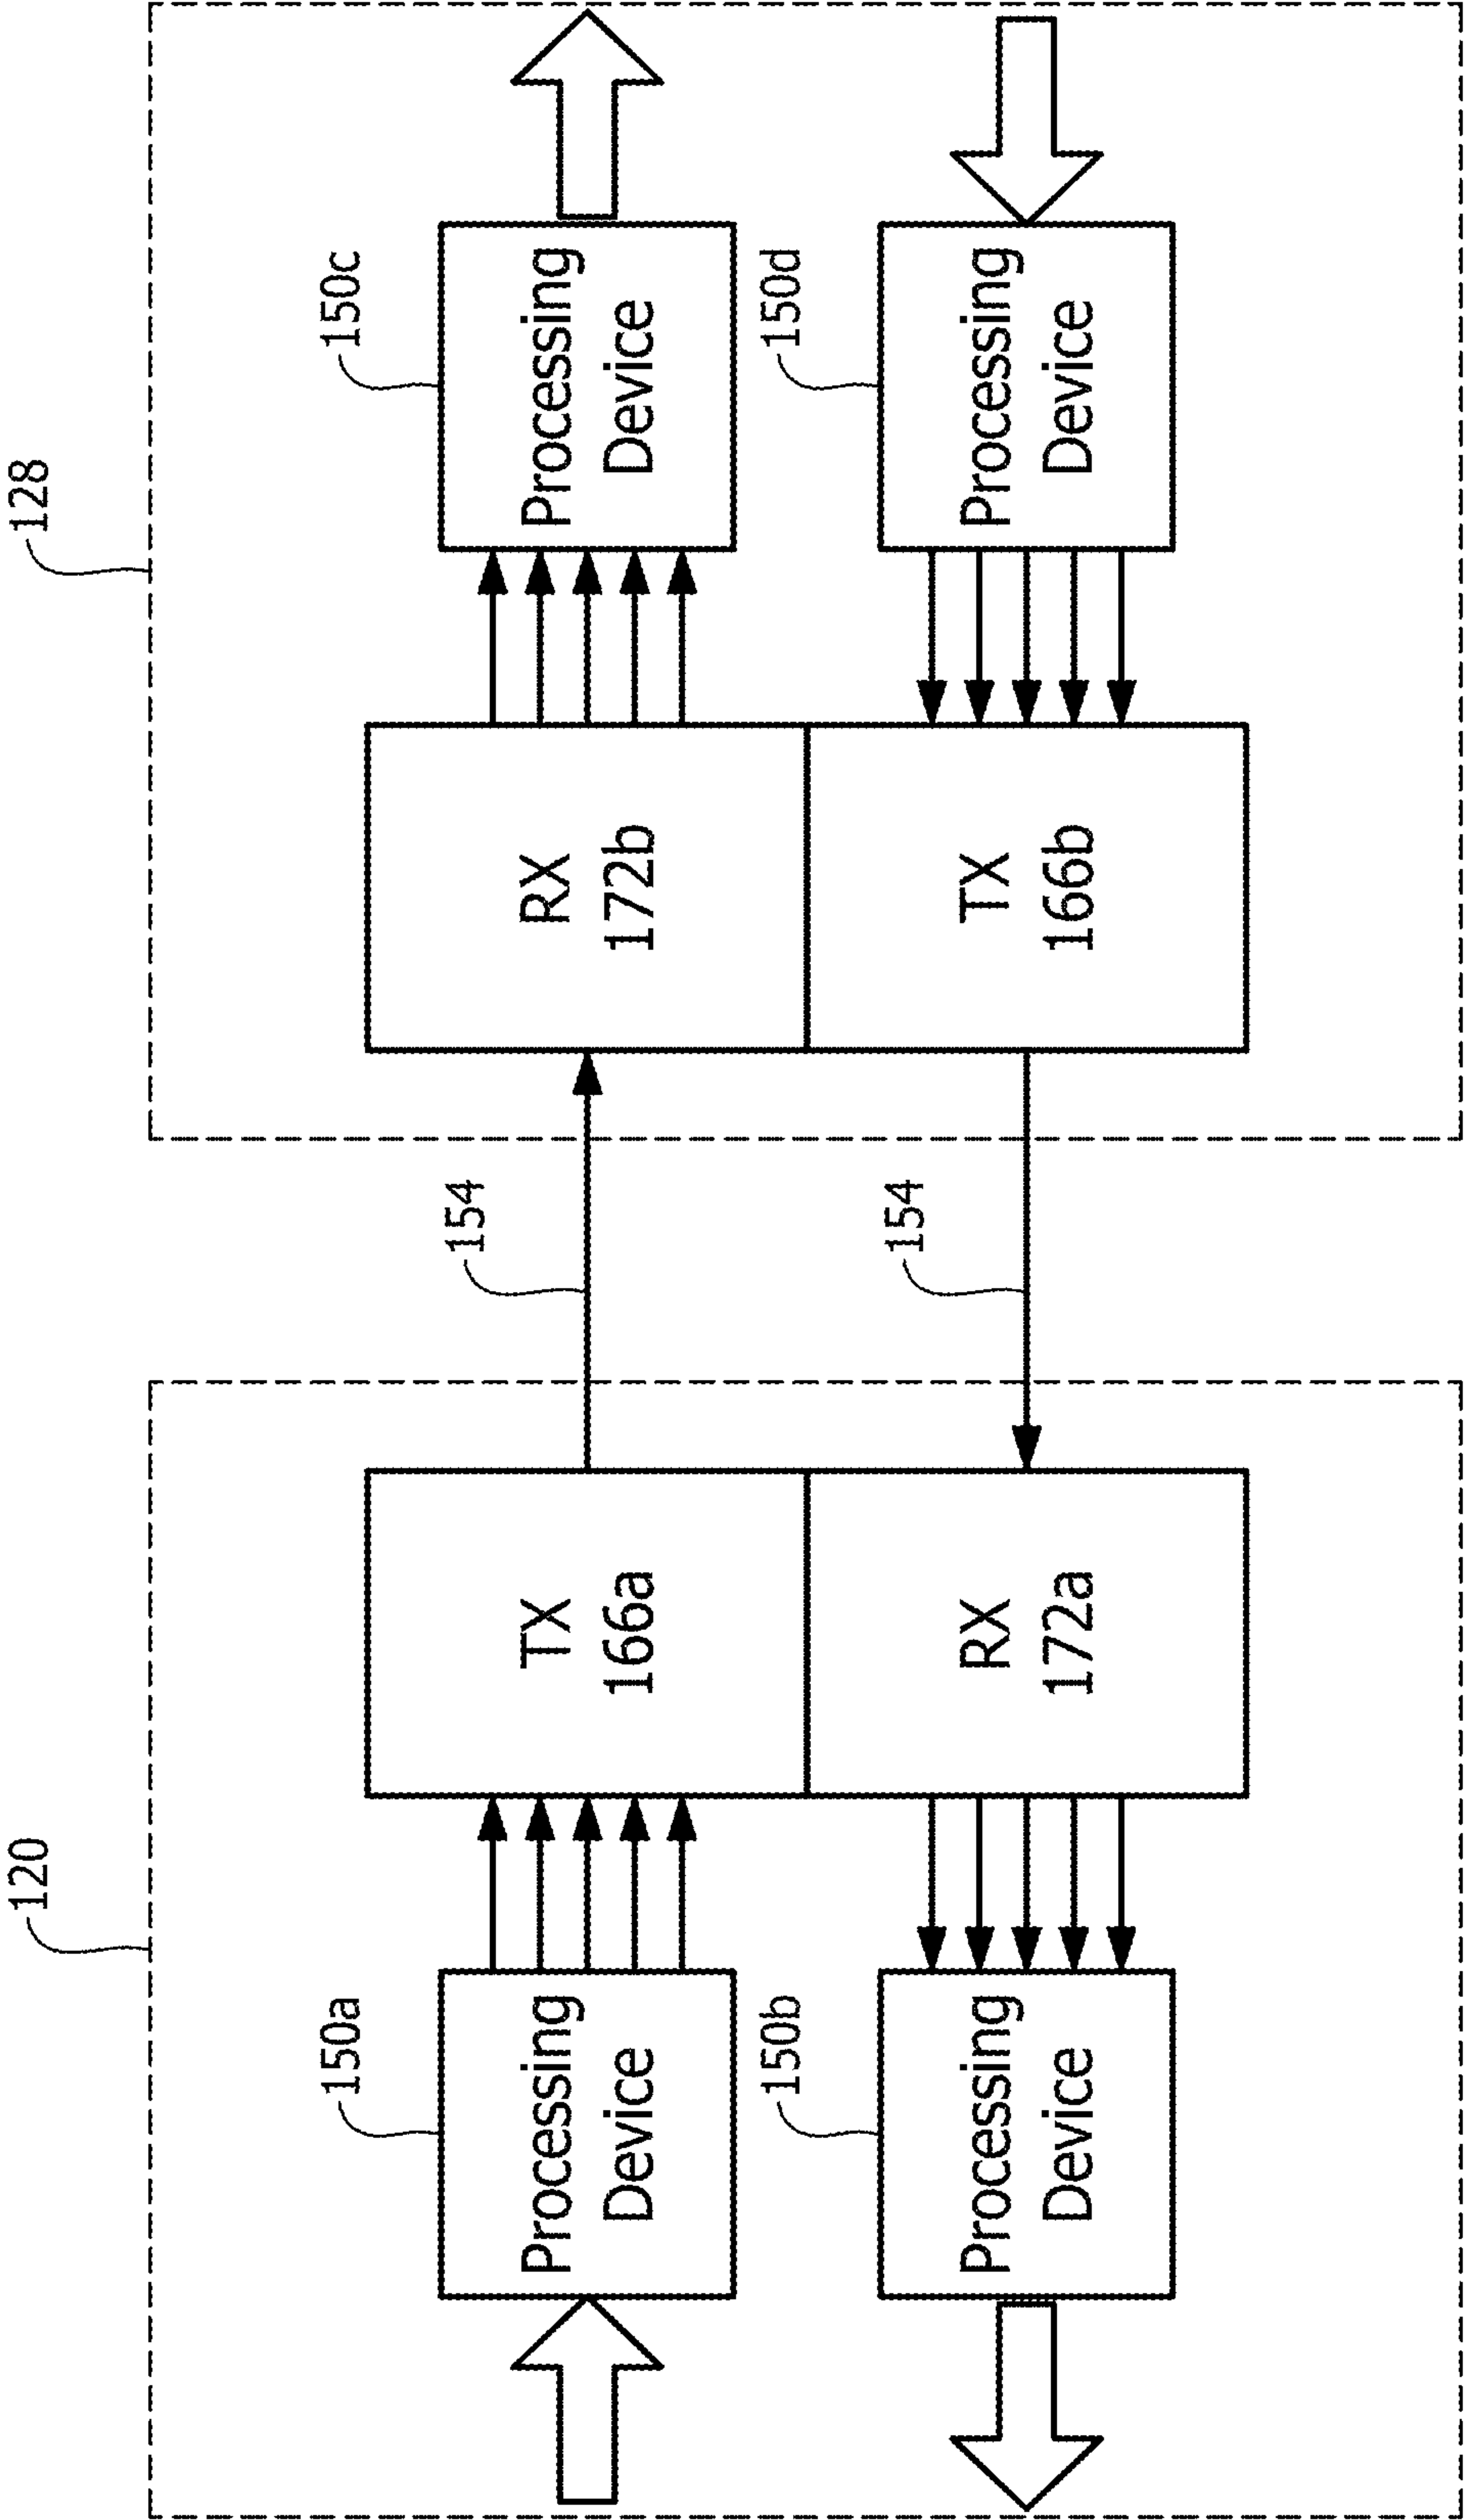 120
128
150a
Processing
Device
TX
166a
154
RX
172b
150c
Processing
Device
150b
Processing
Device
RX
172a
154
TX
166b
150d
Processing
Device